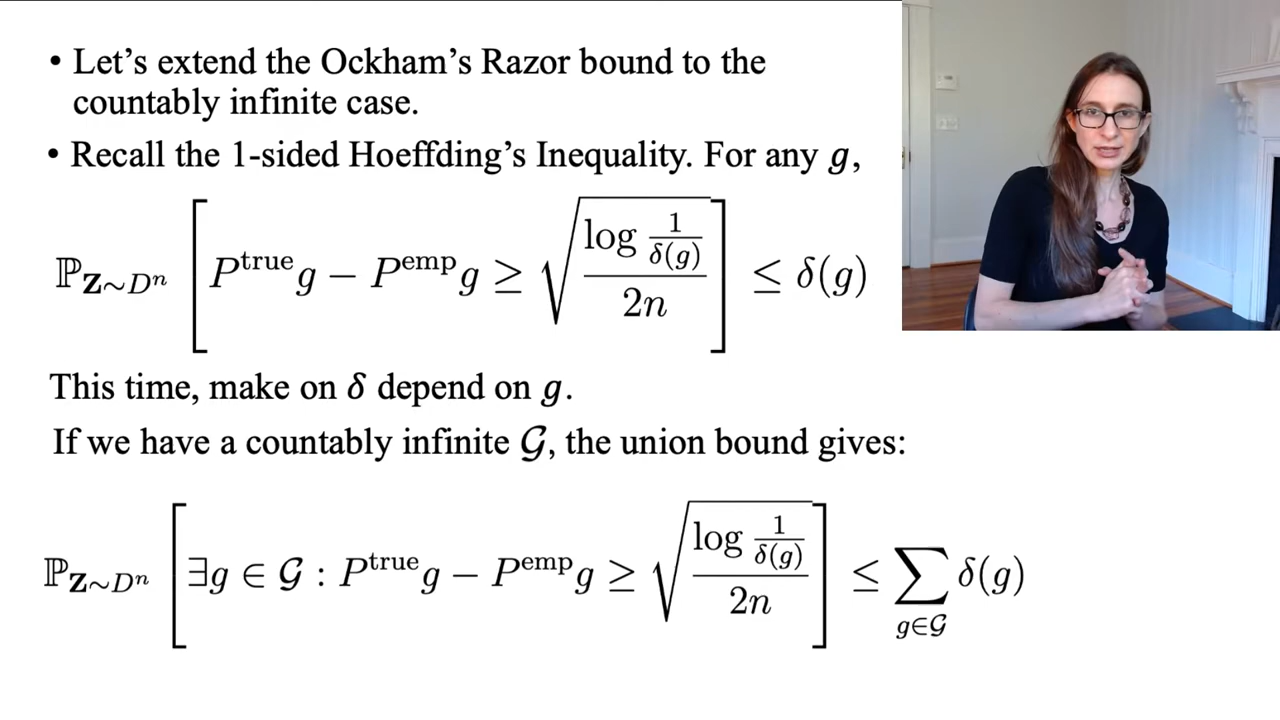 • Let's extend the Ockham's Razor bound to the
countably infinite case.
• Recall the 1-sided Hoeffding's Inequality. For any g,
ℙ_{𝐙∼Dⁿ} [ P^{true} g − P^{emp} g ≥ √( log (1/δ(g)) / 2n ) ] ≤ δ(g)
This time, make on δ depend on g.
If we have a countably infinite 𝒢, the union bound gives:
ℙ_{𝐙∼Dⁿ} [ ∃g ∈ 𝒢 : P^{true} g − P^{emp} g ≥ √( log (1/δ(g)) / 2n ) ] ≤ ∑_{g∈𝒢} δ(g)